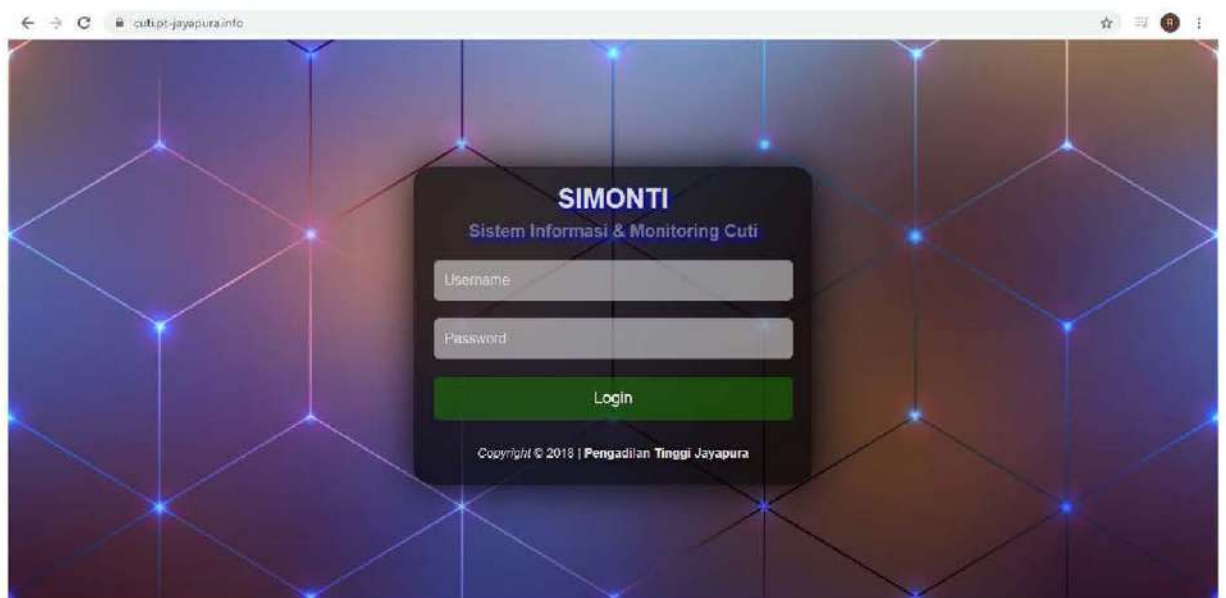 cuti.pt-jayapura.info
SIMONTI
Sistem Informasi & Monitoring Cuti
Username
Password
Login
Copyright © 2018 | Pengadilan Tinggi Jayapura